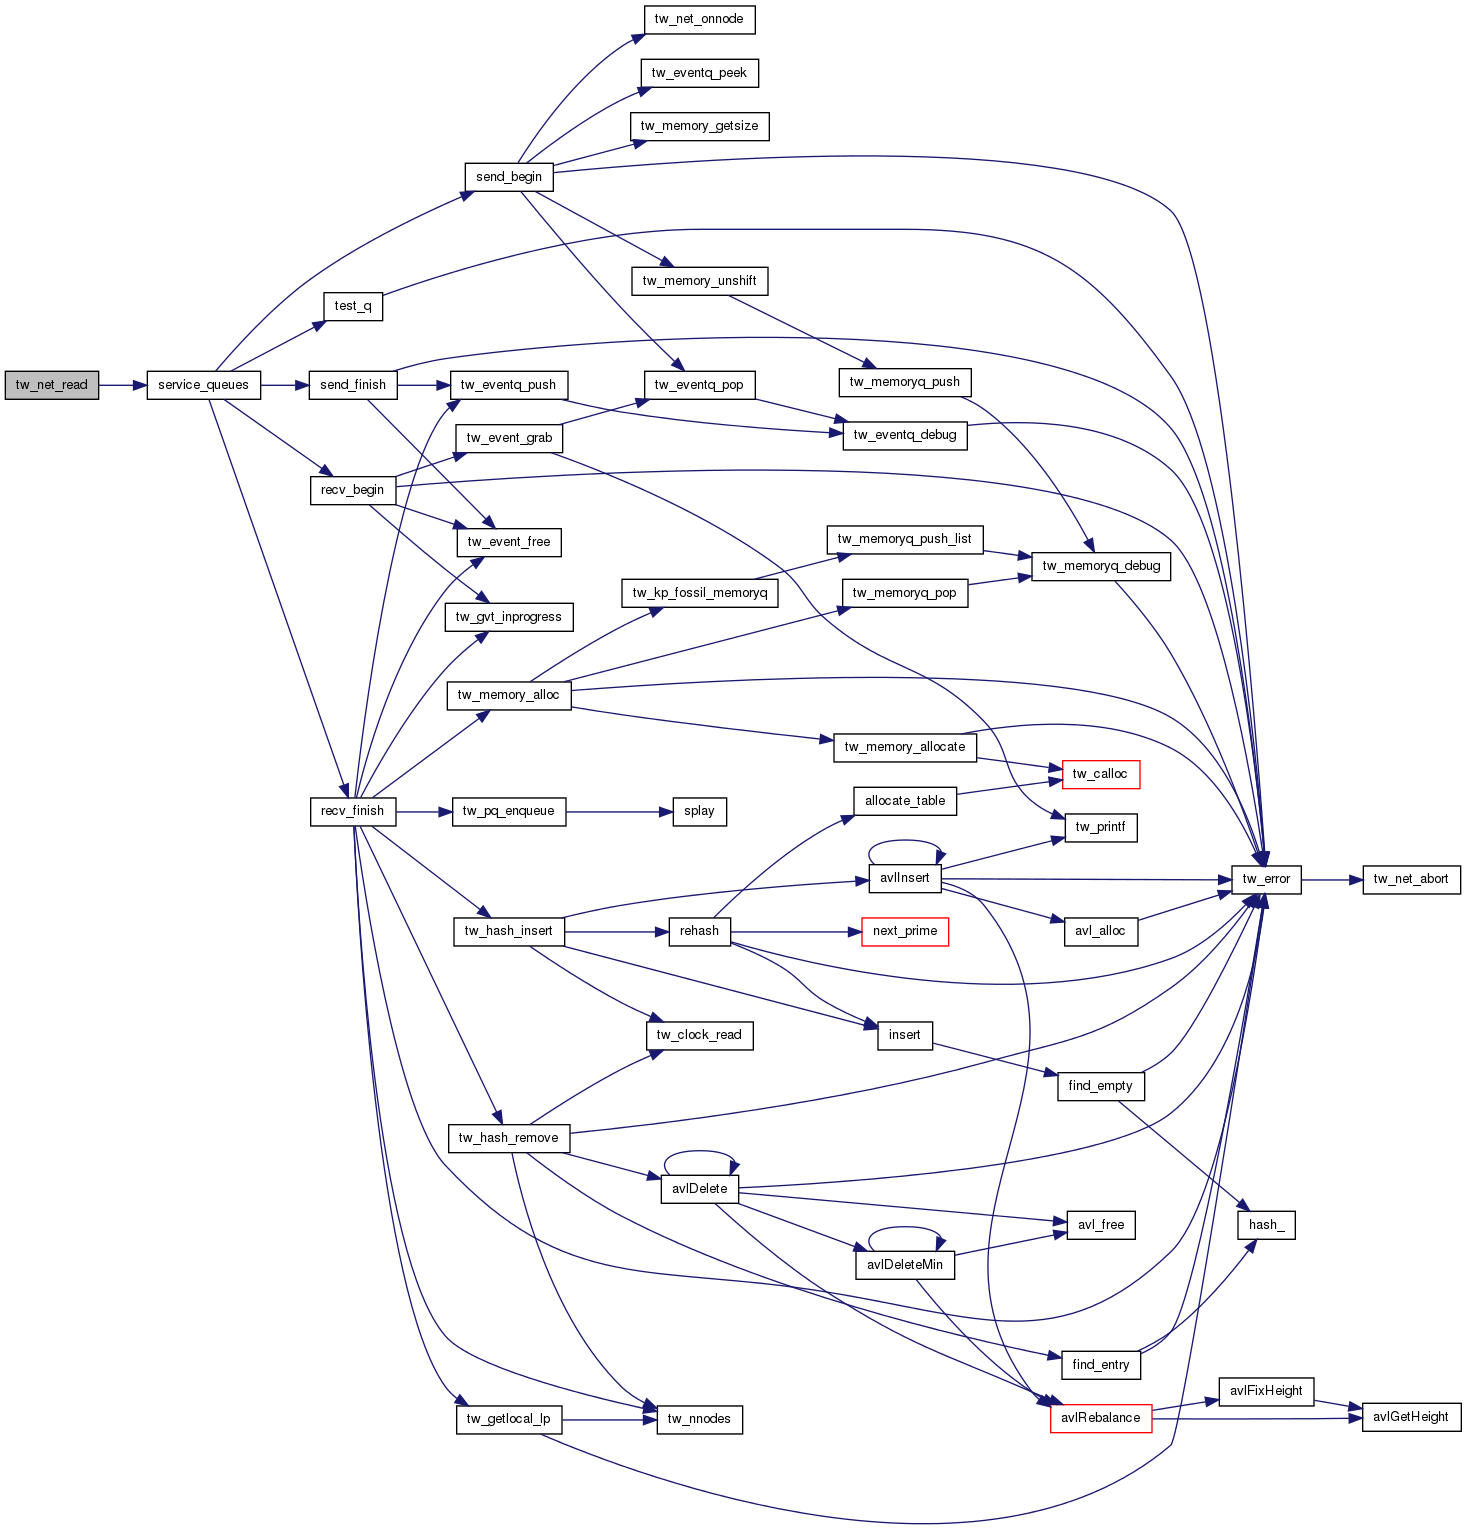 tw_net_onnode
tw_eventq_peek
tw_memory_getsize
send_begin
tw_memory_unshift
test_q
tw_net_read
service_queues
send_finish
tw_eventq_push
tw_eventq_pop
tw_memoryq_push
tw_event_grab
tw_eventq_debug
recv_begin
tw_event_free
tw_memoryq_push_list
tw_memoryq_debug
tw_kp_fossil_memoryq
tw_memoryq_pop
tw_gvt_inprogress
tw_memory_alloc
tw_memory_allocate
tw_calloc
allocate_table
recv_finish
tw_pq_enqueue
splay
tw_printf
avlInsert
tw_error
tw_net_abort
tw_hash_insert
rehash
next_prime
avl_alloc
tw_clock_read
insert
find_empty
tw_hash_remove
avlDelete
avl_free
hash_
avlDeleteMin
find_entry
avlFixHeight
tw_getlocal_lp
tw_nnodes
avlRebalance
avlGetHeight